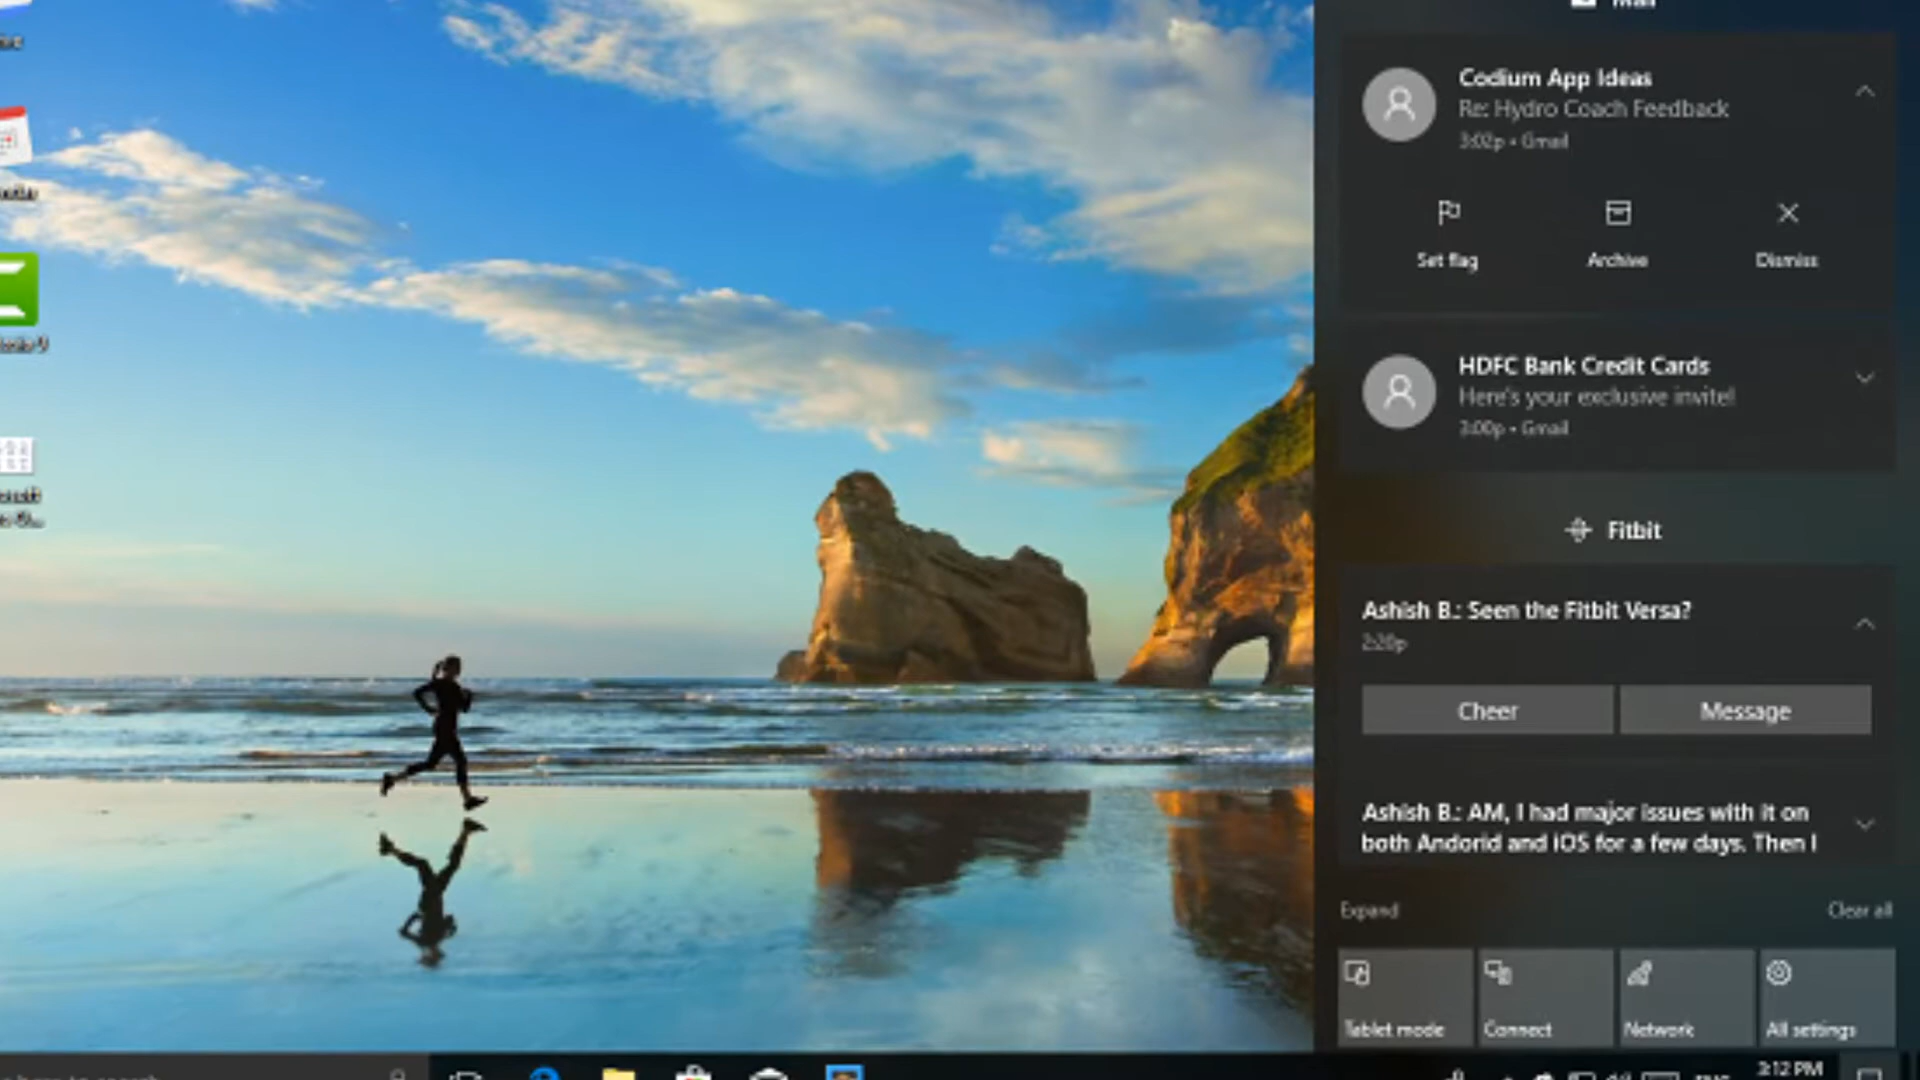 Mail
Codium App Ideas
Re: Hydro Coach Feedback
3:02p • Gmail
Set flag
Archive
Dismiss
HDFC Bank Credit Cards
Here's your exclusive invite!
3:00p • Gmail
Fitbit
Ashish B.: Seen the Fitbit Versa?
2:20p
Cheer
Message
Ashish B.: AM, I had major issues with it on
both Andorid and iOS for a few days. Then I
Expand
Clear all
Tablet mode
Connect
Network
All settings
3:12 PM